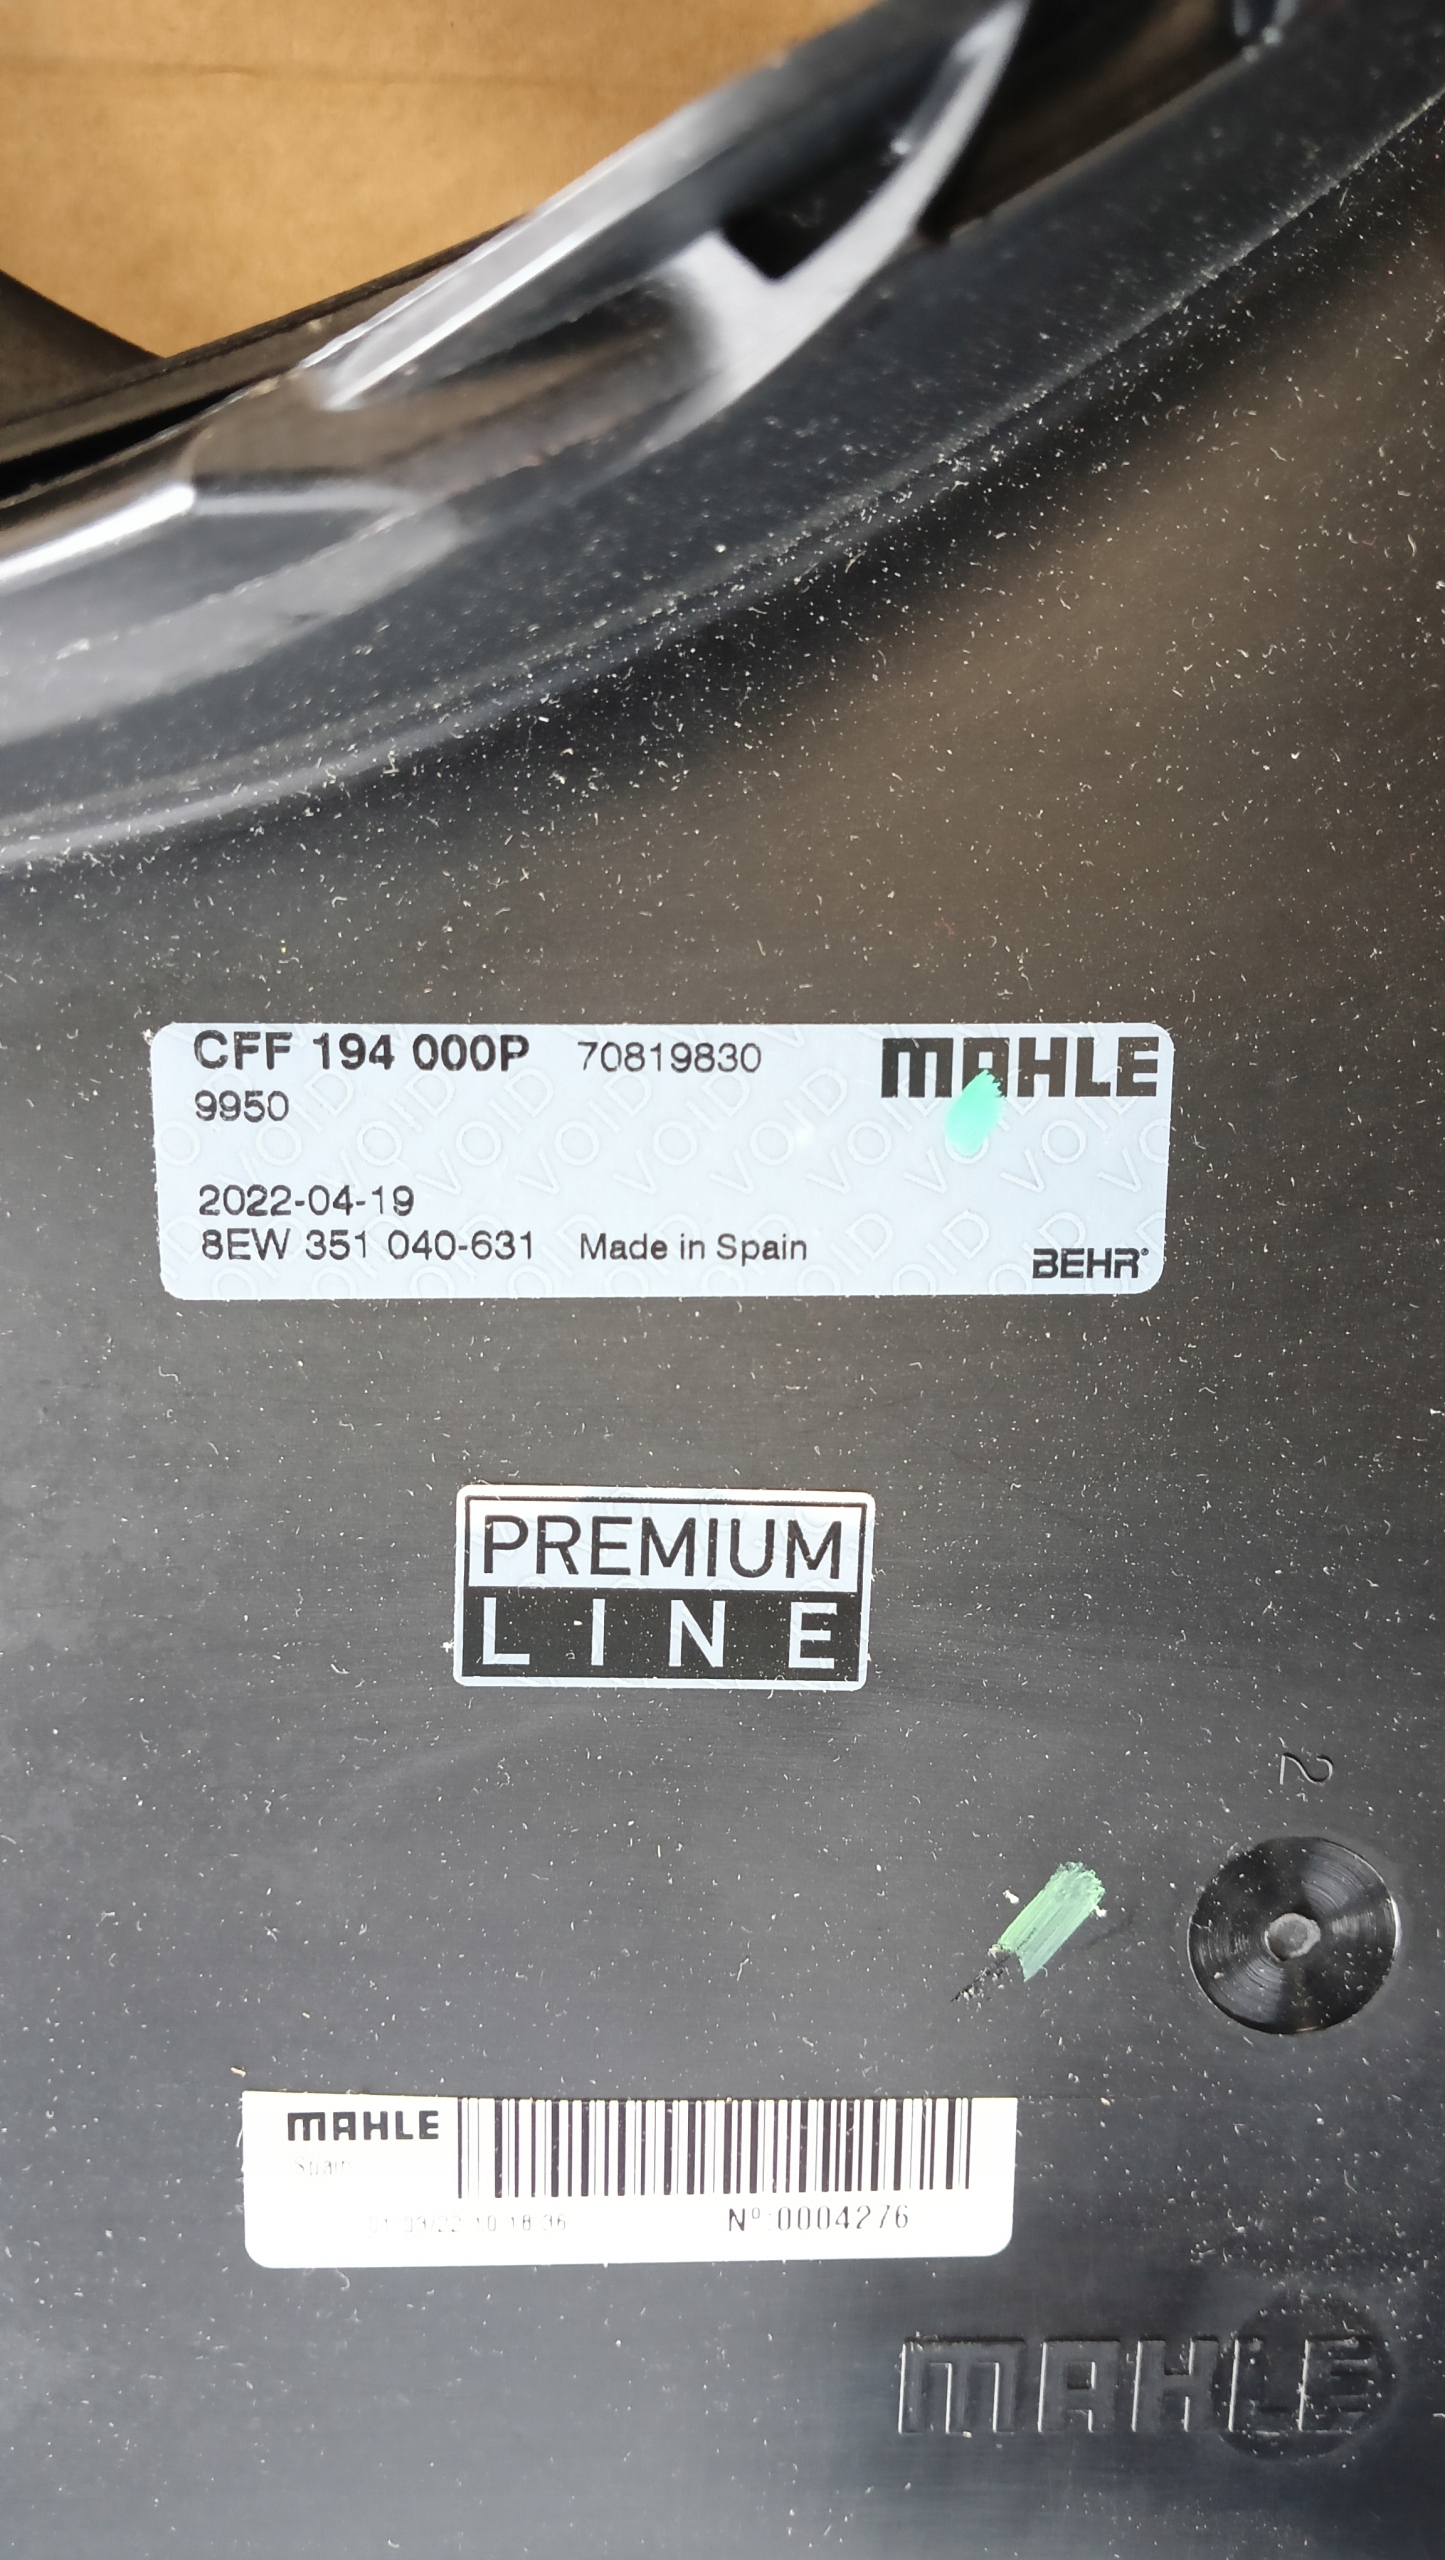 CFF 194 000P 70819830 MAHLE
9950
2022-04-19
8EW 351 040-631 Made in Spain BEHR®
PREMIUM
LINE
2
MAHLE
Spain
Nº:0004276
MAHLE